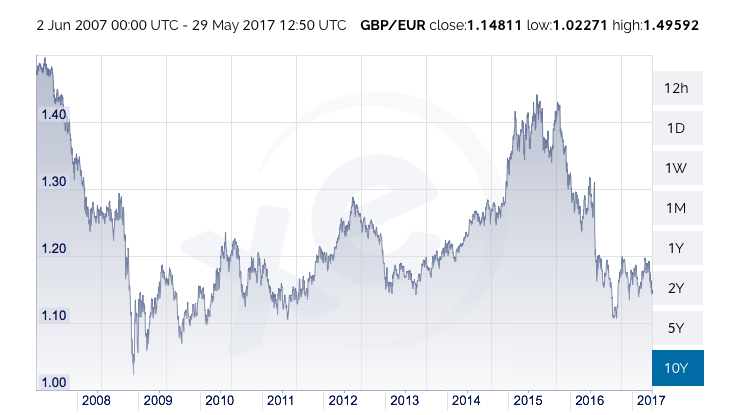 2 Jun 2007 00:00 UTC - 29 May 2017 12:50 UTC GBP/EUR close:1.14811 low:1.02271 high:1.49592
1.40
1.30
1.20
1.10
1.00
12h
1D
1W
1M
1Y
2Y
5Y
10Y
2008 2009 2010 2011 2012 2013 2014 2015 2016 2017
xe